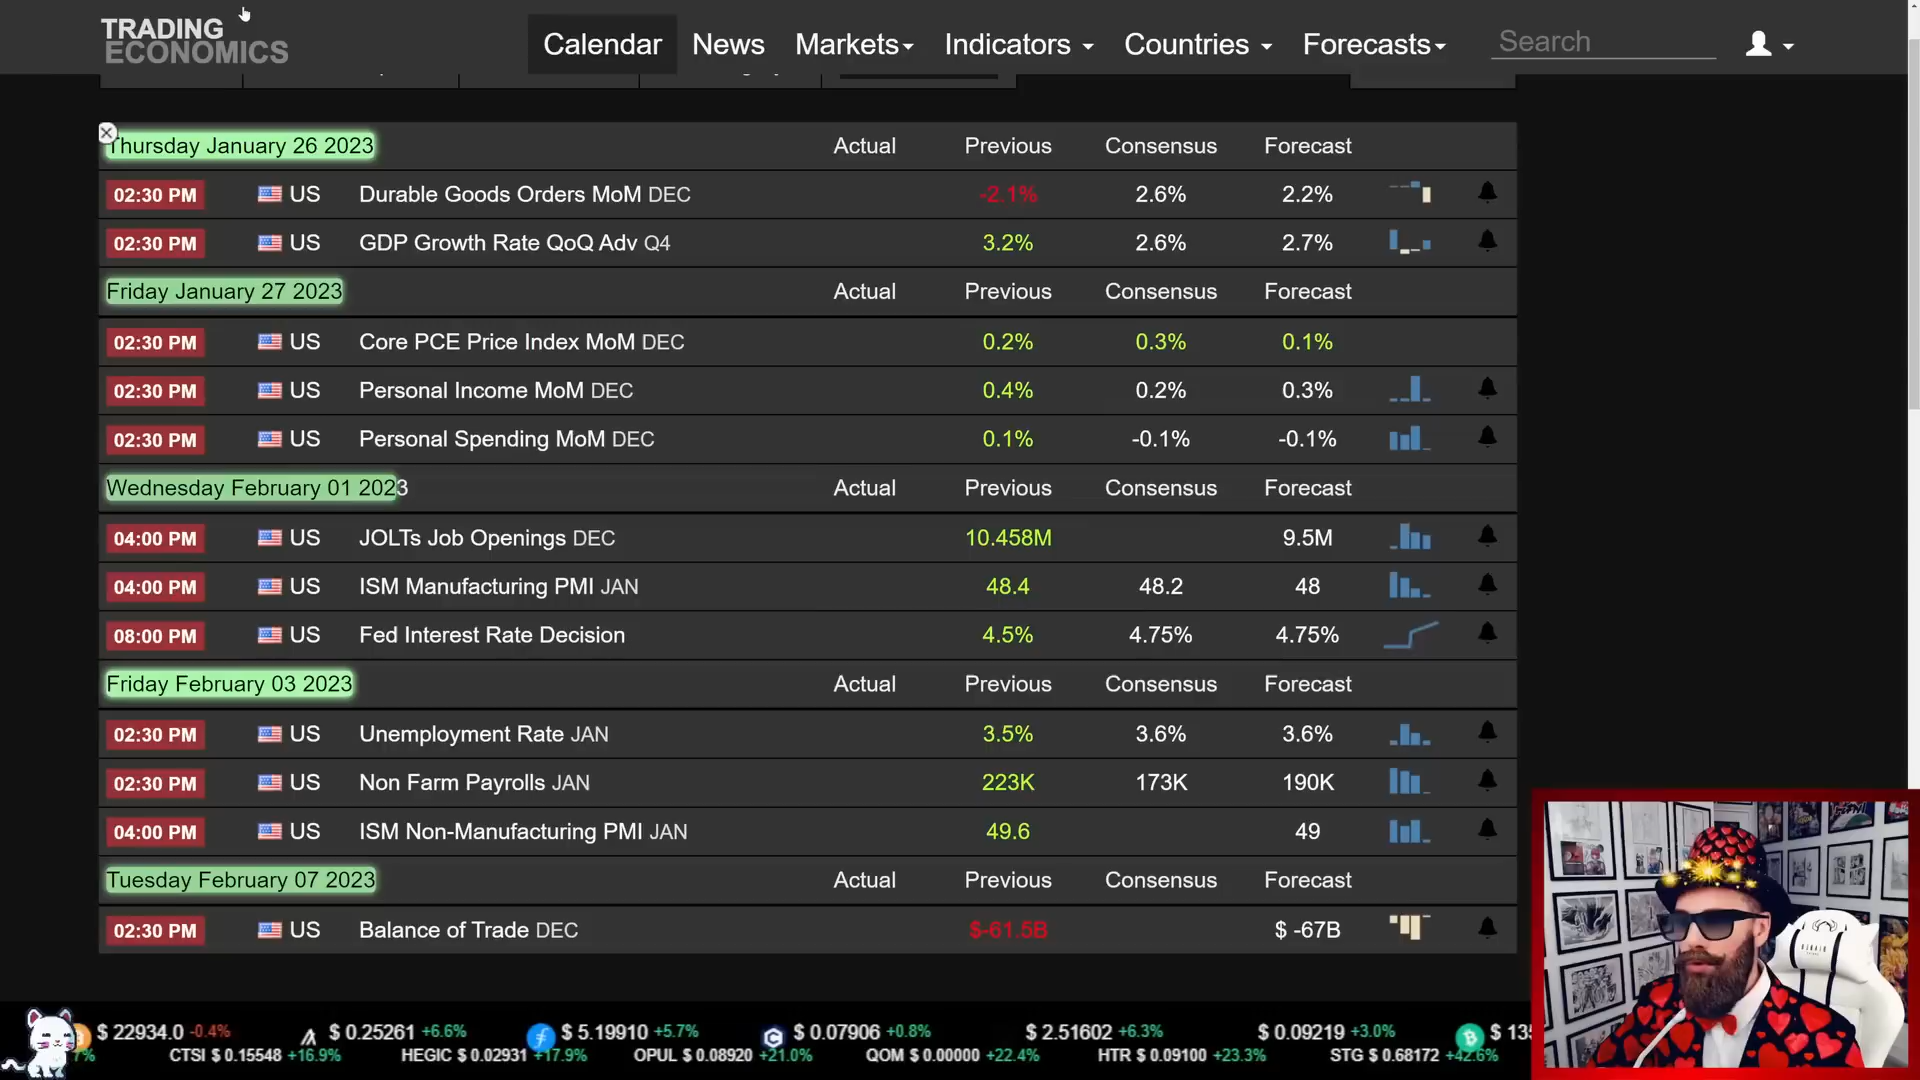 TRADING
ECONOMICS
Calendar News Markets Indicators Countries Forecasts Search
Thursday January 26 2023 Actual Previous Consensus Forecast
02:30 PM US Durable Goods Orders MoM DEC -2.1% 2.6% 2.2%
02:30 PM US GDP Growth Rate QoQ Adv Q4 3.2% 2.6% 2.7%
Friday January 27 2023 Actual Previous Consensus Forecast
02:30 PM US Core PCE Price Index MoM DEC 0.2% 0.3% 0.1%
02:30 PM US Personal Income MoM DEC 0.4% 0.2% 0.3%
02:30 PM US Personal Spending MoM DEC 0.1% -0.1% -0.1%
Wednesday February 01 2023 Actual Previous Consensus Forecast
04:00 PM US JOLTs Job Openings DEC 10.458M 9.5M
04:00 PM US ISM Manufacturing PMI JAN 48.4 48.2 48
08:00 PM US Fed Interest Rate Decision 4.5% 4.75% 4.75%
Friday February 03 2023 Actual Previous Consensus Forecast
02:30 PM US Unemployment Rate JAN 3.5% 3.6% 3.6%
02:30 PM US Non Farm Payrolls JAN 223K 173K 190K
04:00 PM US ISM Non-Manufacturing PMI JAN 49.6 49
Tuesday February 07 2023 Actual Previous Consensus Forecast
02:30 PM US Balance of Trade DEC $-61.5B $ -67B
$ 22934.0 -0.4% $ 0.25261 +6.6% $ 5.19910 +5.7% $ 0.07906 +0.8% $ 2.51602 +6.3% $ 0.09219 +3.0% $ 135
7% CTSI $ 0.15548 +16.9% HEGIC $ 0.02931 +17.9% OPUL $ 0.08920 +21.0% QOM $ 0.00000 +22.4% HTR $ 0.09100 +23.3% STG $ 0.68172 +42.6%